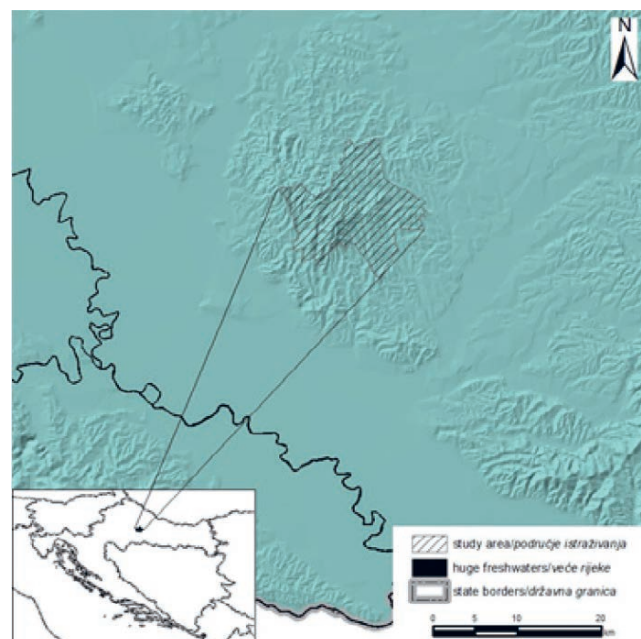 N
study area/područje istraživanja
huge freshwaters/veće rijeke
state borders/državna granica
0 5 10 20
km